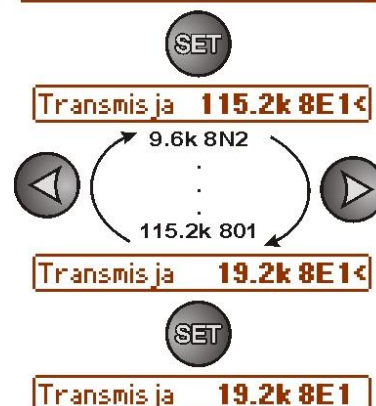 SET
Transmisja 115.2k 8E1<
9.6k 8N2
.
.
.
115.2k 801
Transmisja 19.2k 8E1<
SET
Transmisja 19.2k 8E1